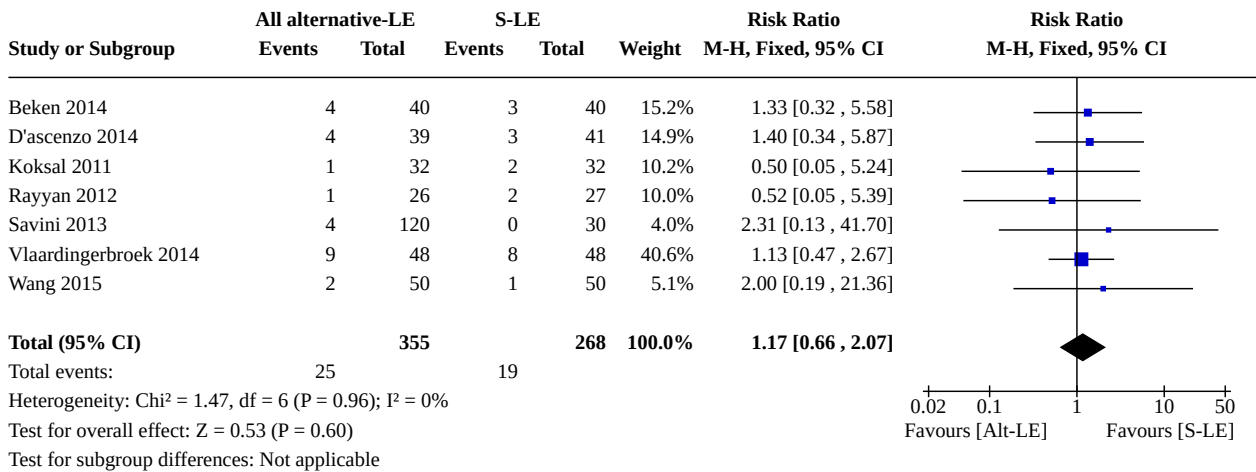 All alternative-LE S-LE Risk Ratio Risk Ratio
Study or Subgroup Events Total Events Total Weight M-H, Fixed, 95% CI M-H, Fixed, 95% CI
Beken 2014 4 40 3 40 15.2% 1.33 [0.32 , 5.58]
D'ascenzo 2014 4 39 3 41 14.9% 1.40 [0.34 , 5.87]
Koksal 2011 1 32 2 32 10.2% 0.50 [0.05 , 5.24]
Rayyan 2012 1 26 2 27 10.0% 0.52 [0.05 , 5.39]
Savini 2013 4 120 0 30 4.0% 2.31 [0.13 , 41.70]
Vlaardingerbroek 2014 9 48 8 48 40.6% 1.13 [0.47 , 2.67]
Wang 2015 2 50 1 50 5.1% 2.00 [0.19 , 21.36]
Total (95% CI) 355 268 100.0% 1.17 [0.66 , 2.07]
Total events: 25 19
Heterogeneity: Chi² = 1.47, df = 6 (P = 0.96); I² = 0% 0.02 0.1 1 10 50
Test for overall effect: Z = 0.53 (P = 0.60) Favours [Alt-LE] Favours [S-LE]
Test for subgroup differences: Not applicable